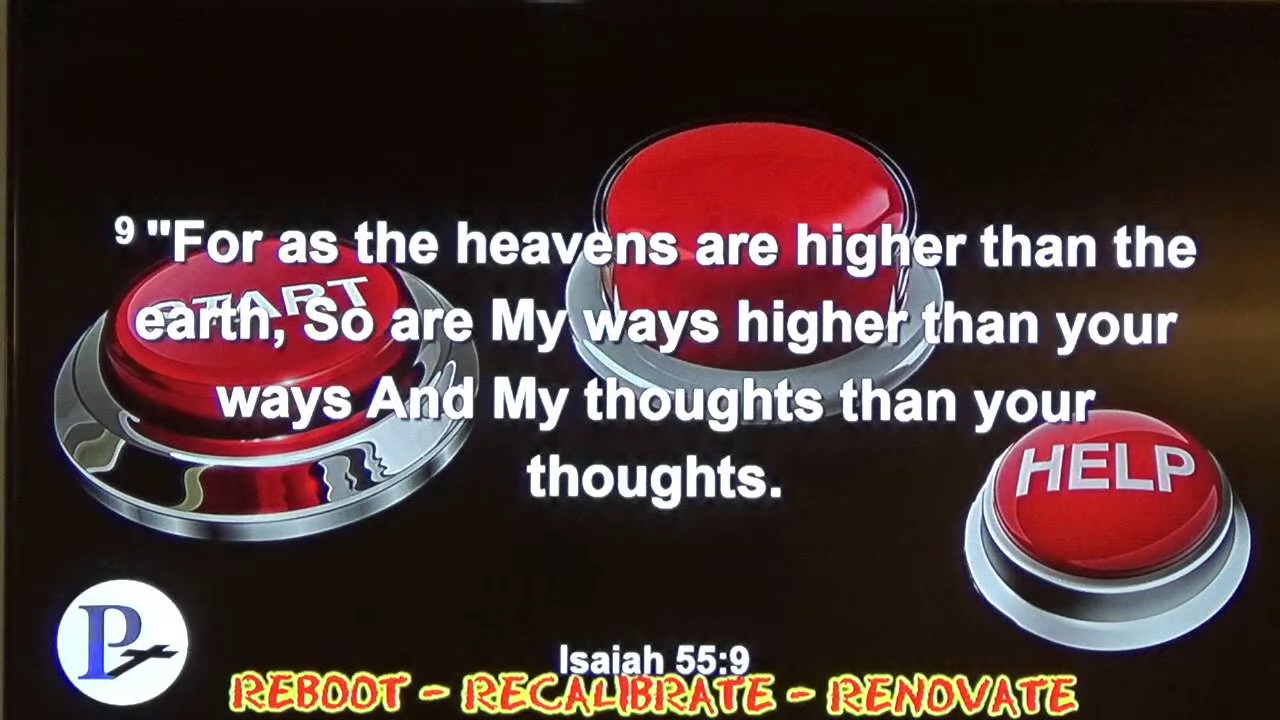 9 "For as the heavens are higher than the
START
earth, So are My ways higher than your
ways And My thoughts than your
HELP
thoughts.
P
Isaiah 55:9
REBOOT - RECALIBRATE - RENOVATE